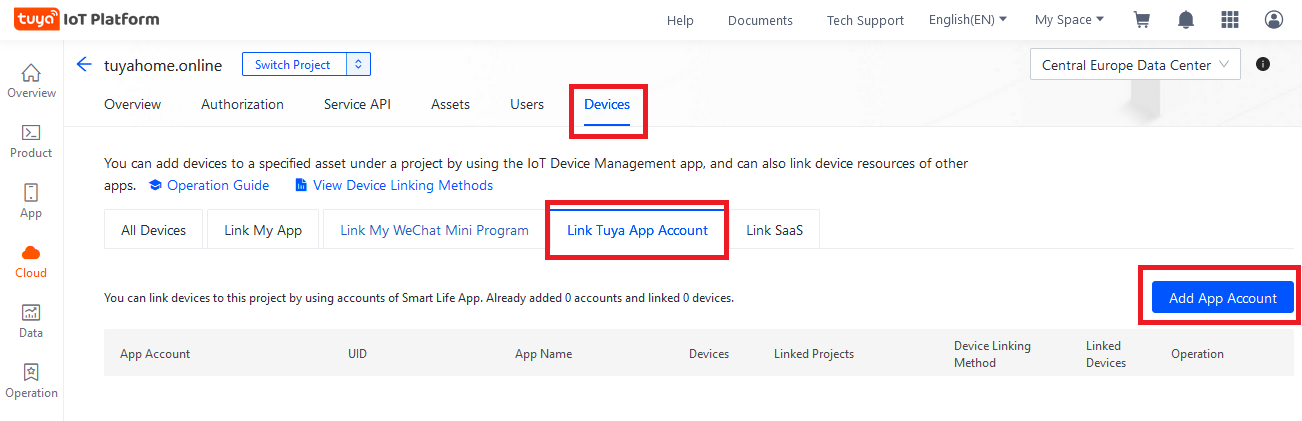 tuya IoT Platform
Help
Documents
Tech Support
English(EN)
My Space
Overview
Product
App
Cloud
Data
Operation
tuyahome.online
Switch Project
Central Europe Data Center
Overview
Authorization
Service API
Assets
Users
Devices
You can add devices to a specified asset under a project by using the IoT Device Management app, and can also link device resources of other
apps. Operation Guide View Device Linking Methods
All Devices
Link My App
Link My WeChat Mini Program
Link Tuya App Account
Link SaaS
You can link devices to this project by using accounts of Smart Life App. Already added 0 accounts and linked 0 devices.
Add App Account
App Account
UID
App Name
Devices
Linked Projects
Device Linking
Method
Linked
Devices
Operation